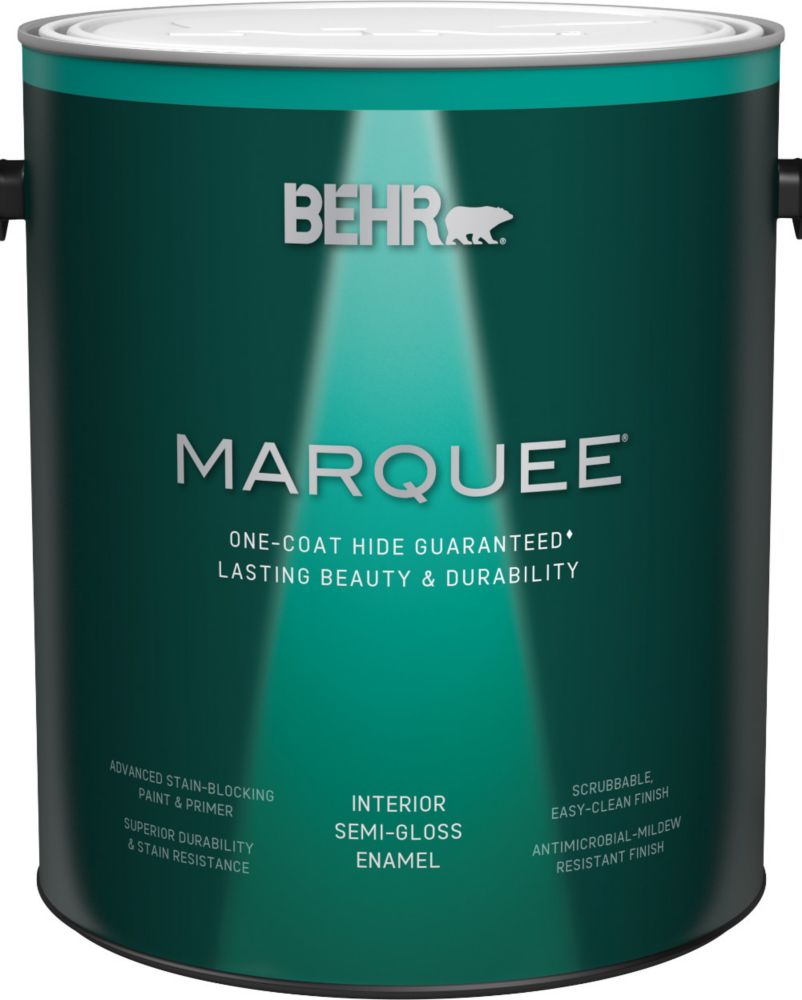 BEHR®
MARQUEE®
ONE-COAT HIDE GUARANTEED♦
LASTING BEAUTY & DURABILITY
ADVANCED STAIN-BLOCKING
PAINT & PRIMER
SUPERIOR DURABILITY
& STAIN RESISTANCE
INTERIOR
SEMI-GLOSS
ENAMEL
SCRUBBABLE,
EASY-CLEAN FINISH
ANTIMICROBIAL-MILDEW
RESISTANT FINISH